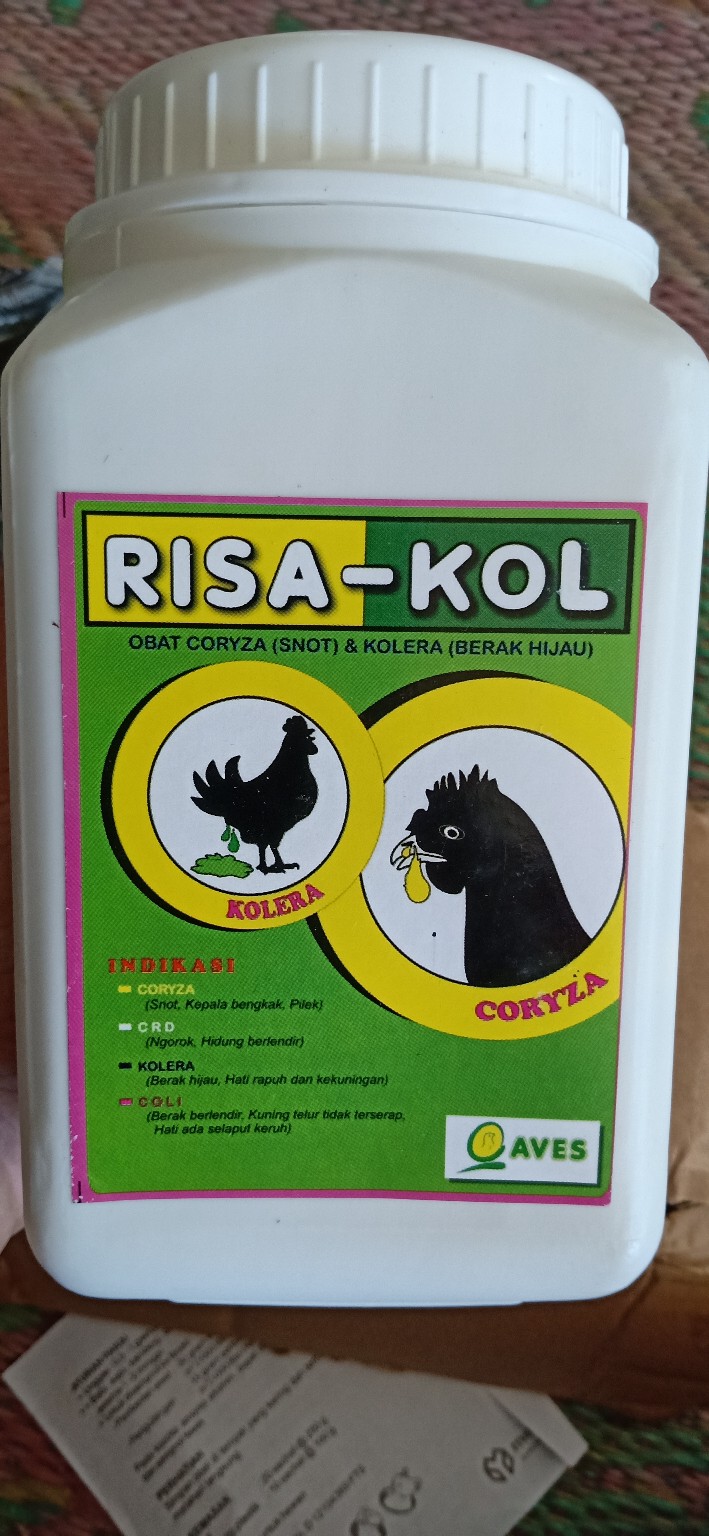 RISA-KOL
OBAT CORYZA (SNOT) & KOLERA (BERAK HIJAU)
KOLERA
CORYZA
INDIKASI
CORYZA
(Snot, Kepala bengkak, Pilek)
CRD
(Ngorok, Hidung berlendir)
KOLERA
(Berak hijau, Hati rapuh dan kekuningan)
COLI
(Berak berlendir, Kuning telur tidak terserap,
Hati ada selaput keruh)
AVES